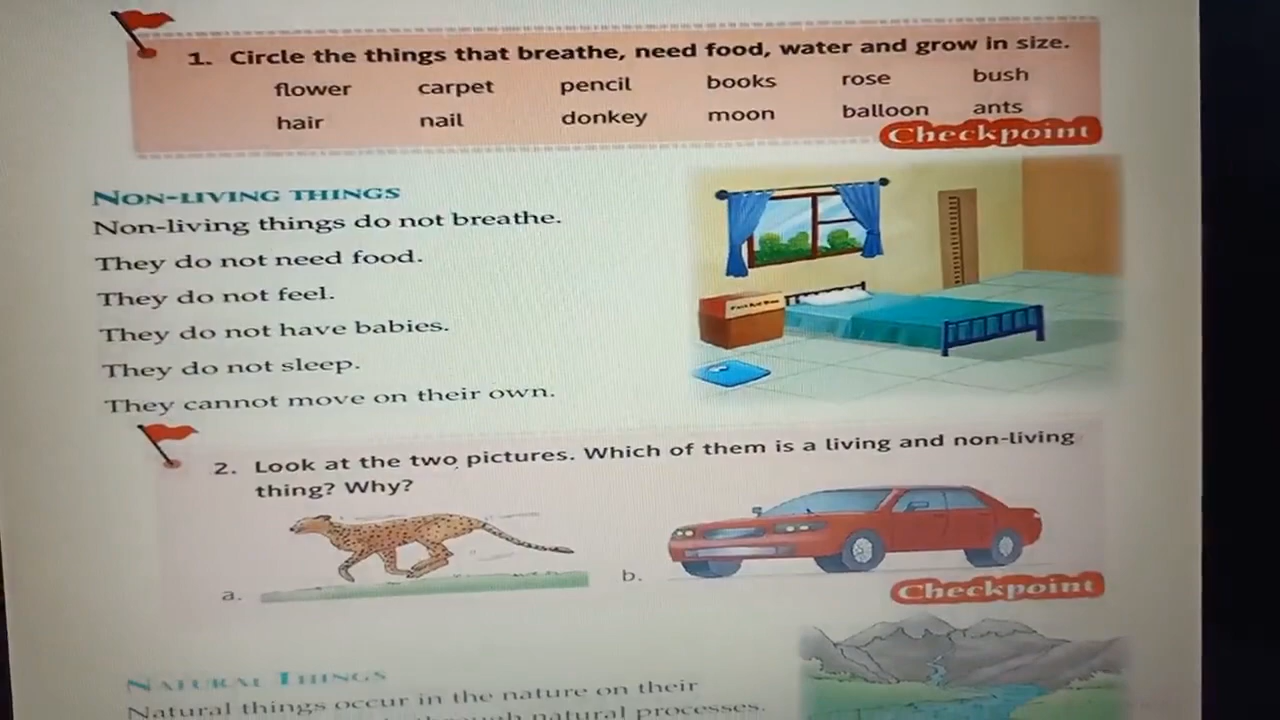 1. Circle the things that breathe, need food, water and grow in size.
flower carpet pencil books rose bush
hair nail donkey moon balloon ants
Checkpoint
NON-LIVING THINGS
Non-living things do not breathe.
They do not need food.
They do not feel.
They do not have babies.
They do not sleep.
They cannot move on their own.
2. Look at the two pictures. Which of them is a living and non-living
thing? Why?
a.
b.
Checkpoint
NATURAL THINGS
Natural things occur in the nature on their
through natural processes.